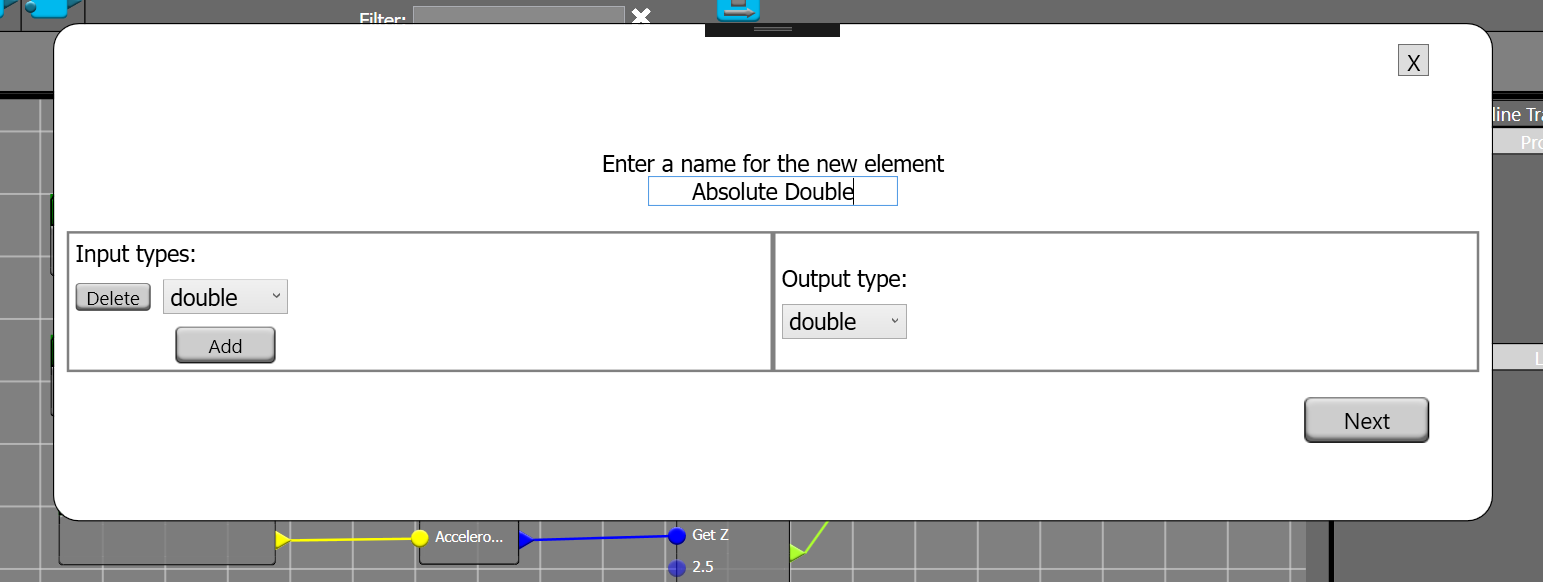 Filter:
X
line Tra
Pro
Enter a name for the new element
Absolute Double
Input types:
Delete
double
Add
Output type:
double
L
Next
Accelero...
Get Z
2.5